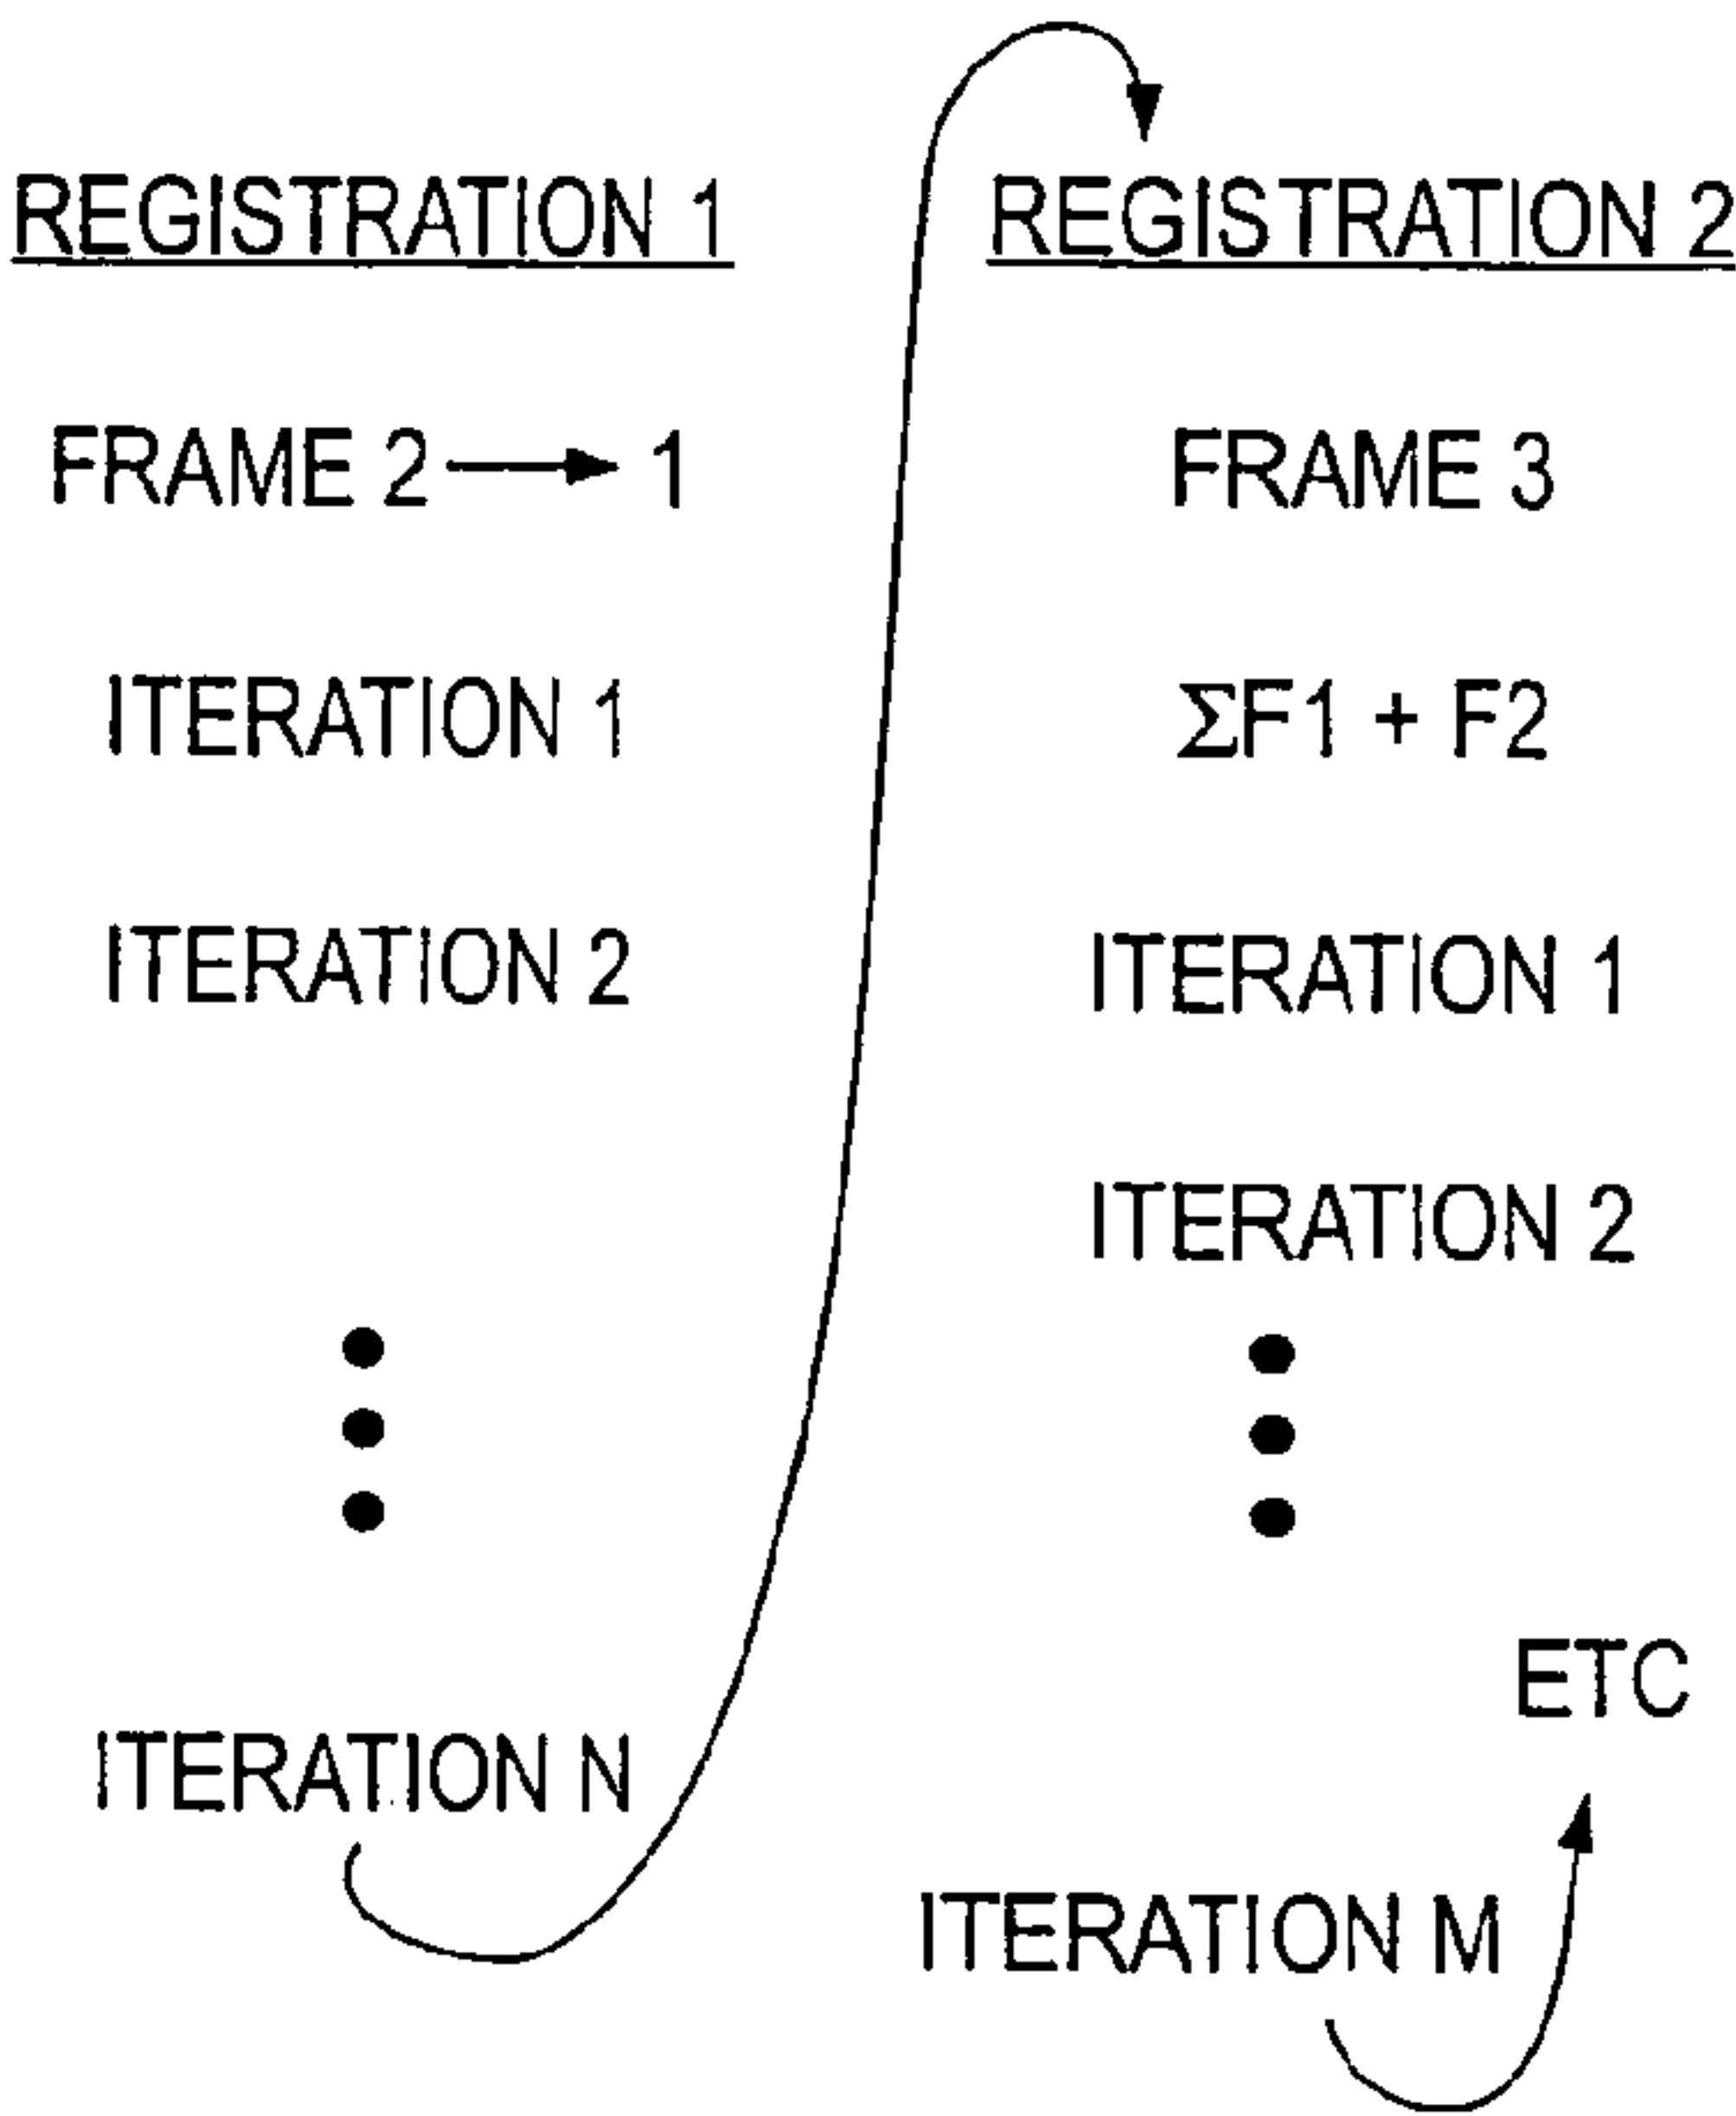 REGISTRATION 1
FRAME 2 → 1
ITERATION 1
ITERATION 2
ITERATION N
REGISTRATION 2
FRAME 3
ΣF1 + F2
ITERATION 1
ITERATION 2
ITERATION M
ETC